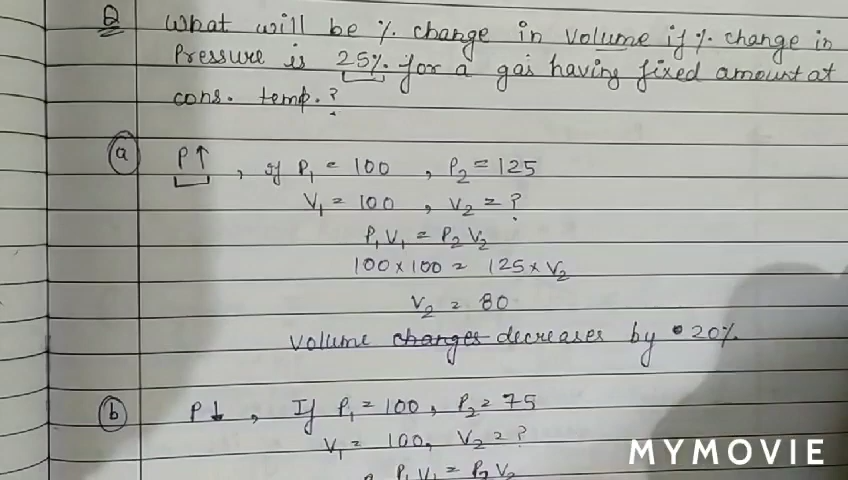 Q What will be % change in volume if % change in
Pressure is 25% for a gas having fixed amount at
cons. temp.?
a P↑ , if P₁ = 100 , P₂ = 125
V₁ = 100 , V₂ = ?
P₁V₁ = P₂V₂
100 × 100 = 125 × V₂
V₂ = 80
Volume changes decreases by 20%.
b P↓ , If P₁ = 100, P₂ = 75
V₁ = 100, V₂ = ?
P₁V₁ = P₂V₂
MYMOVIE